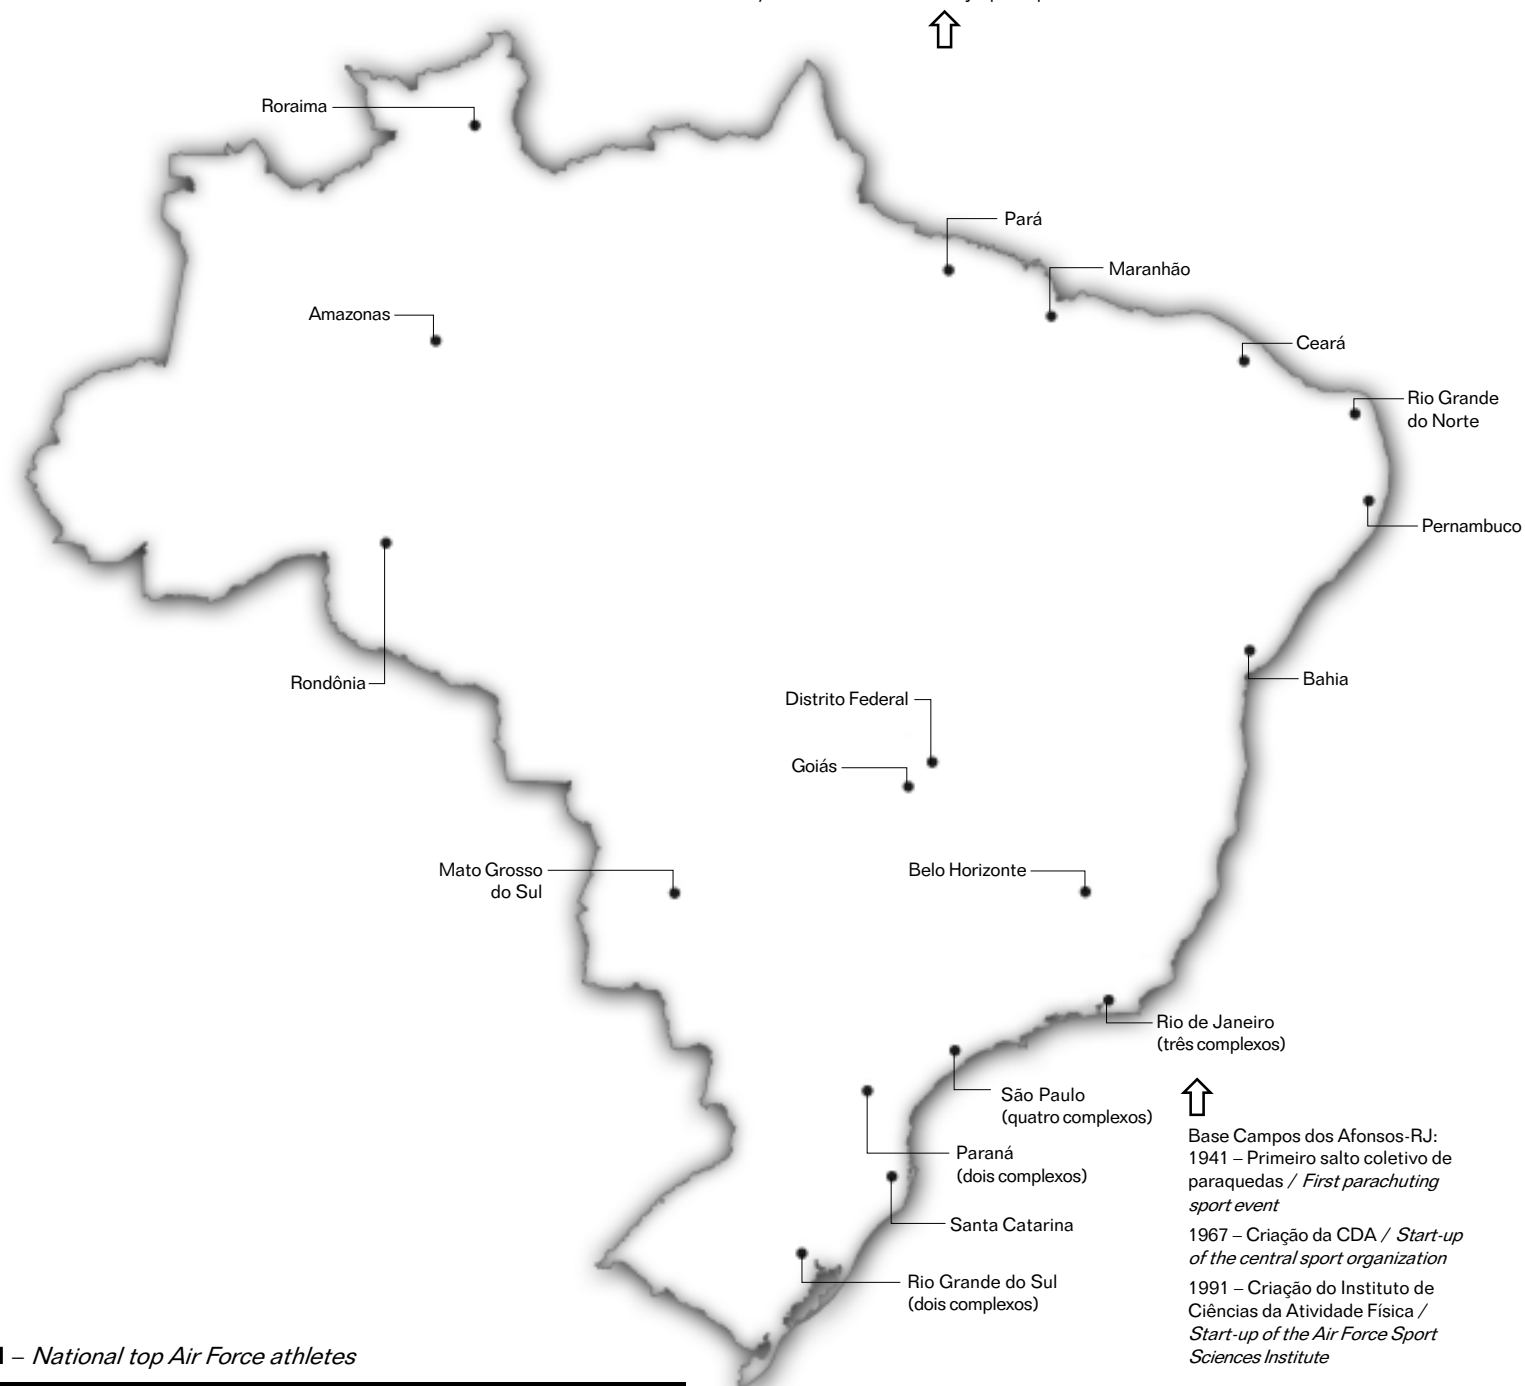 Roraima
Pará
Maranhão
Amazonas
Ceará
Rio Grande
do Norte
Pernambuco
Rondônia
Bahia
Distrito Federal
Goiás
Mato Grosso
do Sul
Belo Horizonte
Rio de Janeiro
(três complexos)
São Paulo
(quatro complexos)
Paraná
(dois complexos)
Santa Catarina
Rio Grande do Sul
(dois complexos)
Base Campos dos Afonsos-RJ:
1941 – Primeiro salto coletivo de
paraquedas / First parachuting
sport event
1967 – Criação da CDA / Start-up
of the central sport organization
1991 – Criação do Instituto de
Ciências da Atividade Física /
Start-up of the Air Force Sport
Sciences Institute
– National top Air Force athletes